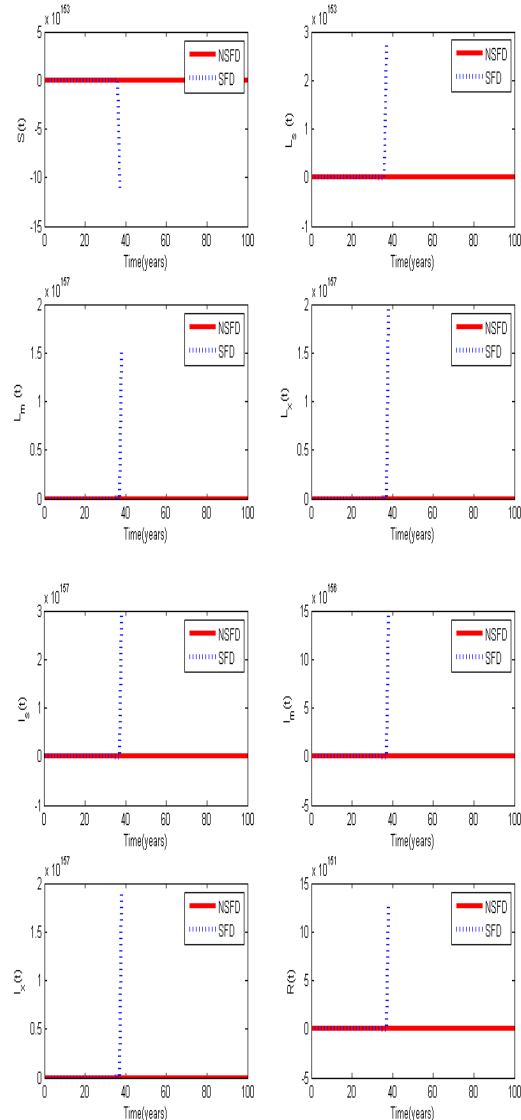 x 10^153
5
0
-5
-10
-15
S(t)
NSFD
SFD
0 20 40 60 80 100
Time(years)
x 10^153
3
2
1
0
-1
L_s (t)
NSFD
SFD
0 20 40 60 80 100
Time(years)
x 10^157
2
1.5
1
0.5
0
L_m (t)
NSFD
SFD
0 20 40 60 80 100
Time(years)
x 10^157
2
1.5
1
0.5
0
L_x(t)
NSFD
SFD
0 20 40 60 80 100
Time(years)
x 10^157
3
2
1
0
-1
I_s(t)
NSFD
SFD
0 20 40 60 80 100
Time(years)
x 10^156
15
10
5
0
-5
I_m(t)
NSFD
SFD
0 20 40 60 80 100
Time(years)
x 10^157
2
1.5
1
0.5
0
I_x(t)
NSFD
SFD
0 20 40 60 80 100
Time(years)
x 10^151
15
10
5
0
-5
R(t)
NSFD
SFD
0 20 40 60 80 100
Time(years)